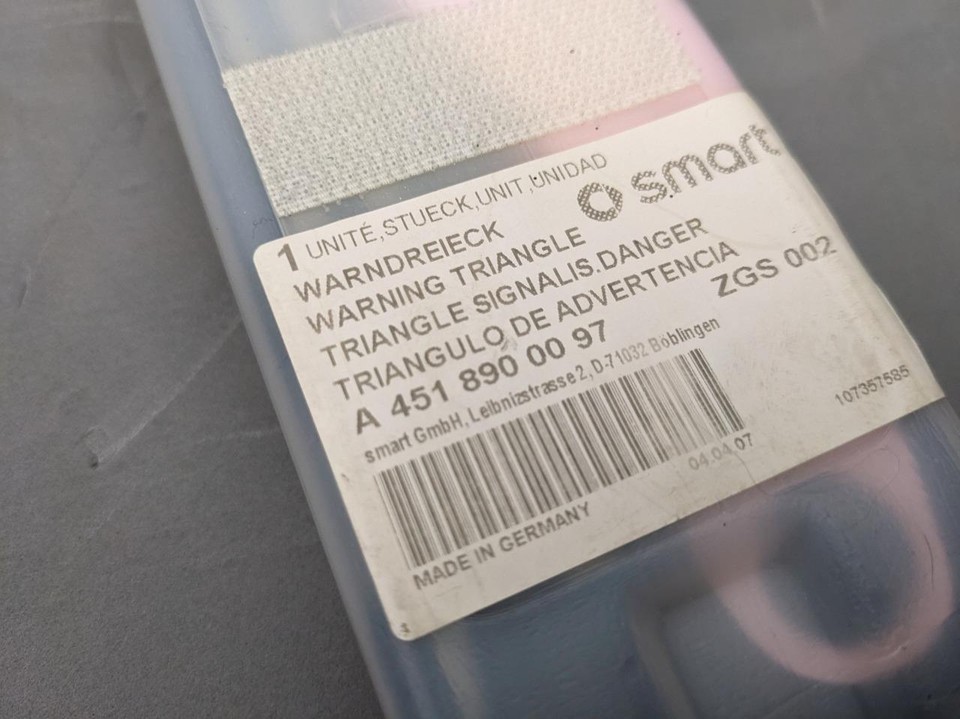 smart
1 UNITÉ,STUECK,UNIT,UNIDAD
WARNDREIECK
WARNING TRIANGLE
TRIANGLE SIGNALIS.DANGER
TRIANGULO DE ADVERTENCIA
A 451 890 00 97
ZGS 002
smart GmbH, Leibnizstrasse 2, D-71032 Böblingen
107357585
04.04.07
MADE IN GERMANY